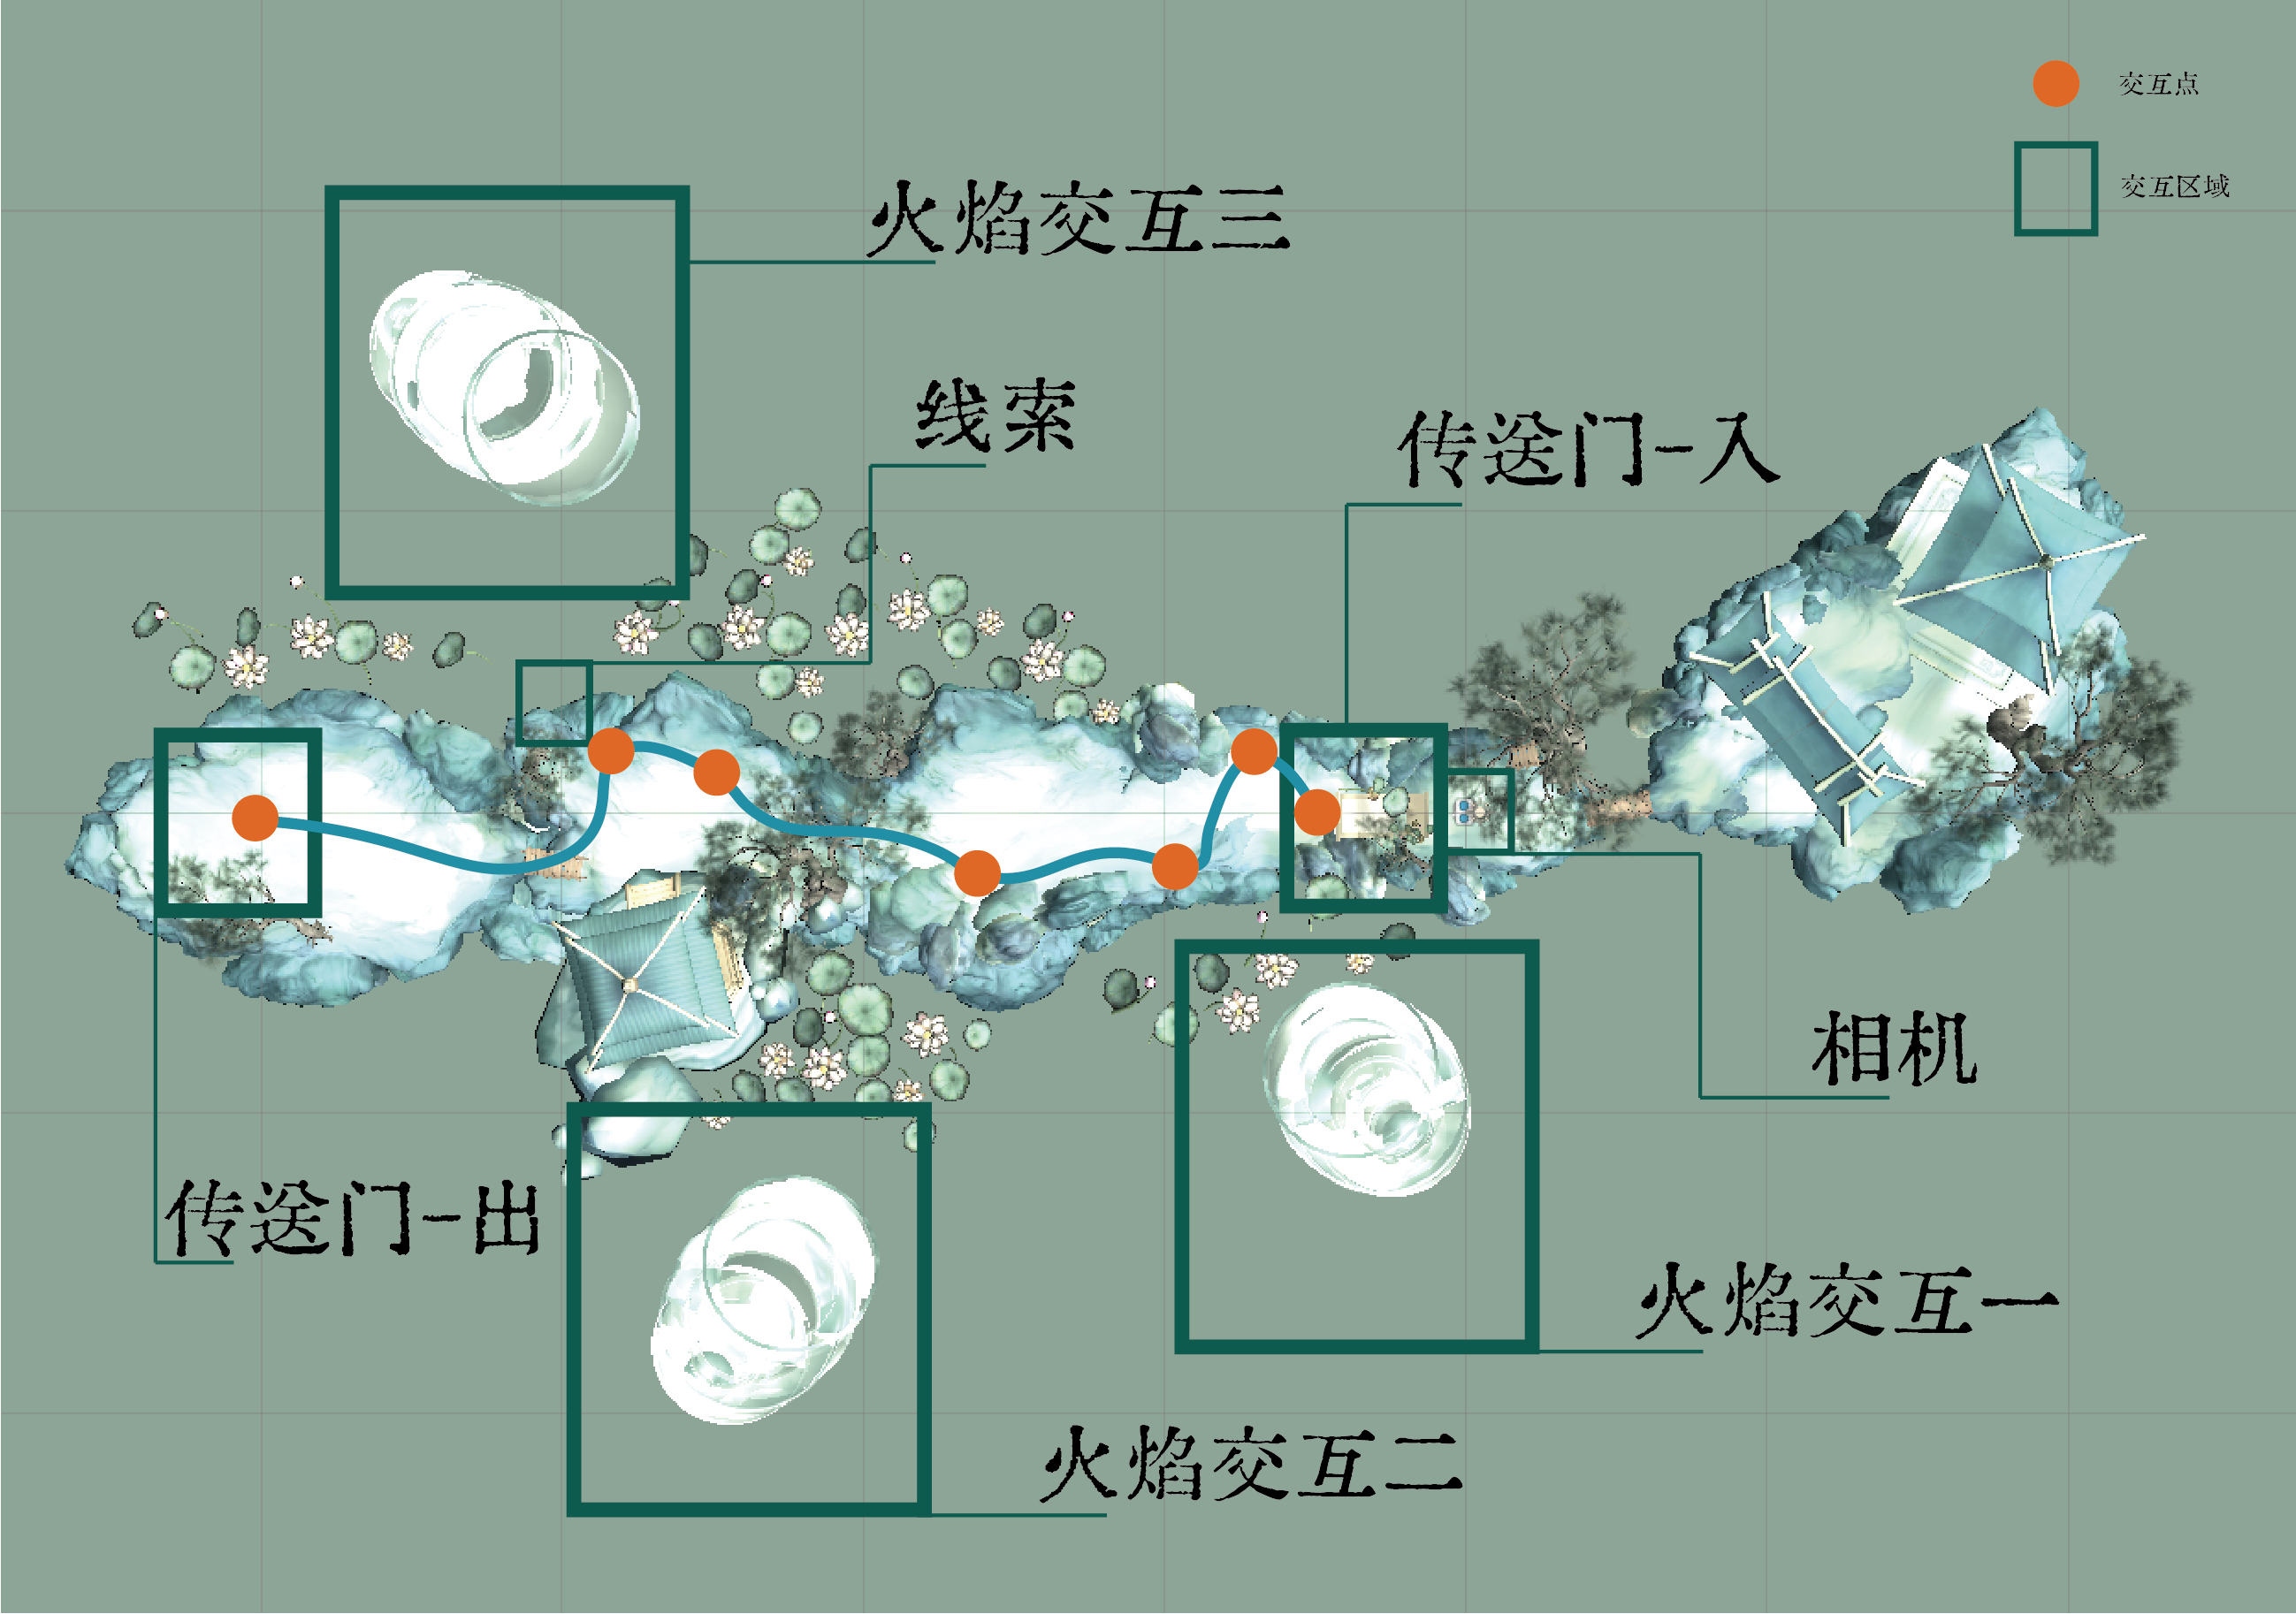 交互点
交互区域
火焰交互三
线索
传送门-入
相机
传送门-出
火焰交互一
火焰交互二